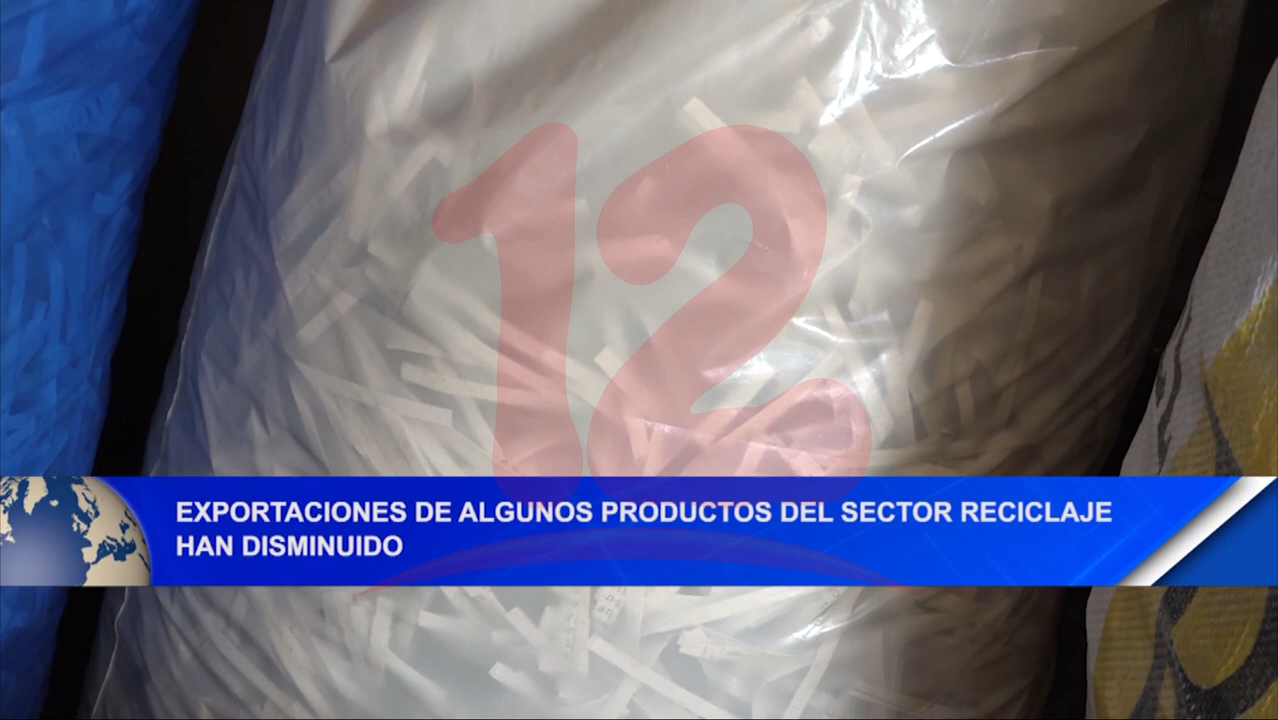 12
EXPORTACIONES DE ALGUNOS PRODUCTOS DEL SECTOR RECICLAJE
HAN DISMINUIDO